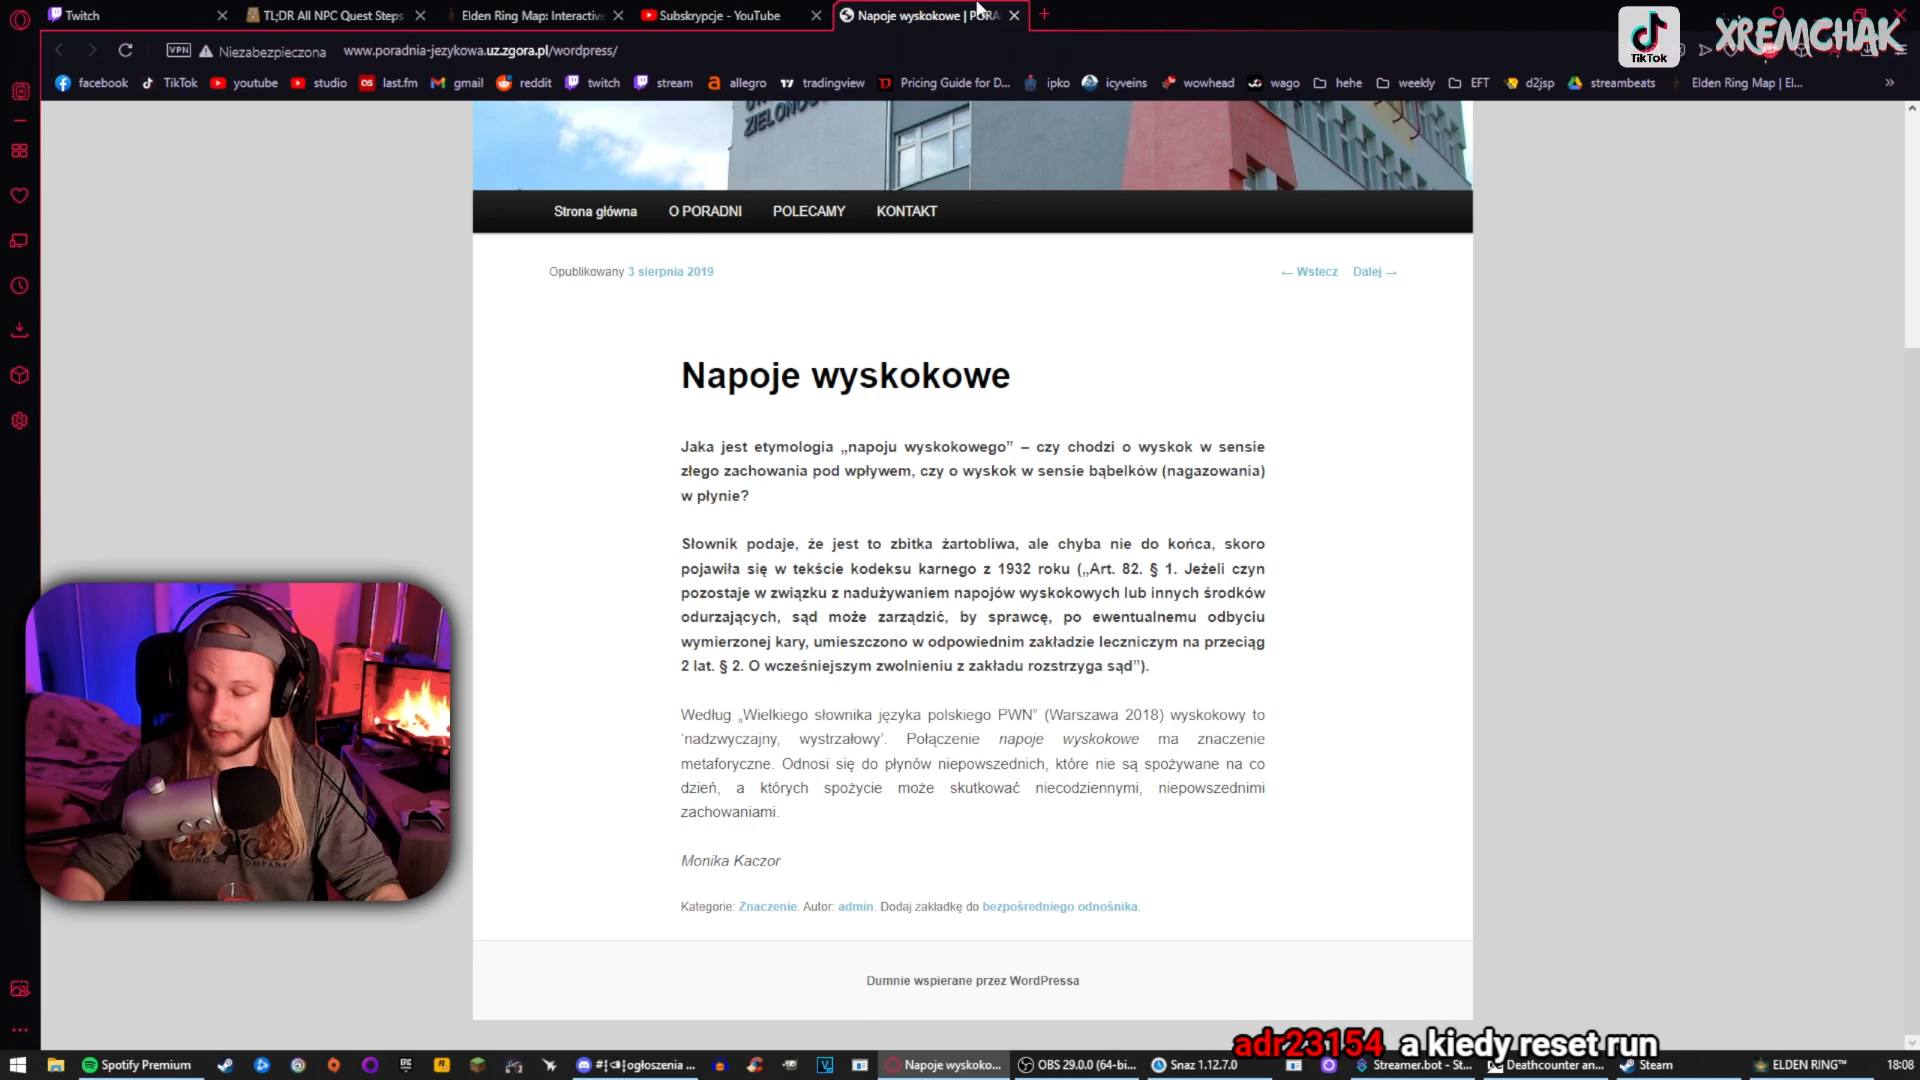 Twitch
TL;DR All NPC Quest Steps
Elden Ring Map: Interactive
Subskrypcje - YouTube
Napoje wyskokowe | PORA
TikTok
XREMCHAK
VPN
Niezabezpieczona
www.poradnia-jezykowa.uz.zgora.pl/wordpress/
facebook
TikTok
youtube
studio
last.fm
gmail
reddit
twitch
stream
allegro
tradingview
Pricing Guide for D...
ipko
icyveins
wowhead
wago
hehe
weekly
EFT
d2jsp
streambeats
Elden Ring Map | El...
»
Strona główna
O PORADNI
POLECAMY
KONTAKT
Opublikowany 3 sierpnia 2019
← Wstecz
Dalej →
Napoje wyskokowe
Jaka jest etymologia „napoju wyskokowego” – czy chodzi o wyskok w sensie
złego zachowania pod wpływem, czy o wyskok w sensie bąbelków (nagazowania)
w płynie?
Słownik podaje, że jest to zbitka żartobliwa, ale chyba nie do końca, skoro
pojawiła się w tekście kodeksu karnego z 1932 roku („Art. 82. § 1. Jeżeli czyn
pozostaje w związku z nadużywaniem napojów wyskokowych lub innych środków
odurzających, sąd może zarządzić, by sprawcę, po ewentualnemu odbyciu
wymierzonej kary, umieszczono w odpowiednim zakładzie leczniczym na przeciąg
2 lat. § 2. O wcześniejszym zwolnieniu z zakładu rozstrzyga sąd”).
Według „Wielkiego słownika języka polskiego PWN” (Warszawa 2018) wyskokowy to
‘nadzwyczajny, wystrzałowy’. Połączenie napoje wyskokowe ma znaczenie
metaforyczne. Odnosi się do płynów niepowszednich, które nie są spożywane na co
dzień, a których spożycie może skutkować niecodziennymi, niepowszednimi
zachowaniami.
Monika Kaczor
Kategorie: Znaczenie. Autor: admin. Dodaj zakładkę do bezpośredniego odnośnika.
Dumnie wspierane przez WordPressa
adr23154 a kiedy reset run
Spotify Premium
ogłoszenia ...
Napoje wyskoko...
OBS 29.0.0 (64-bi...
Snaz 1.12.7.0
Streamer.bot - St...
Deathcounter an...
Steam
ELDEN RING™
18:08